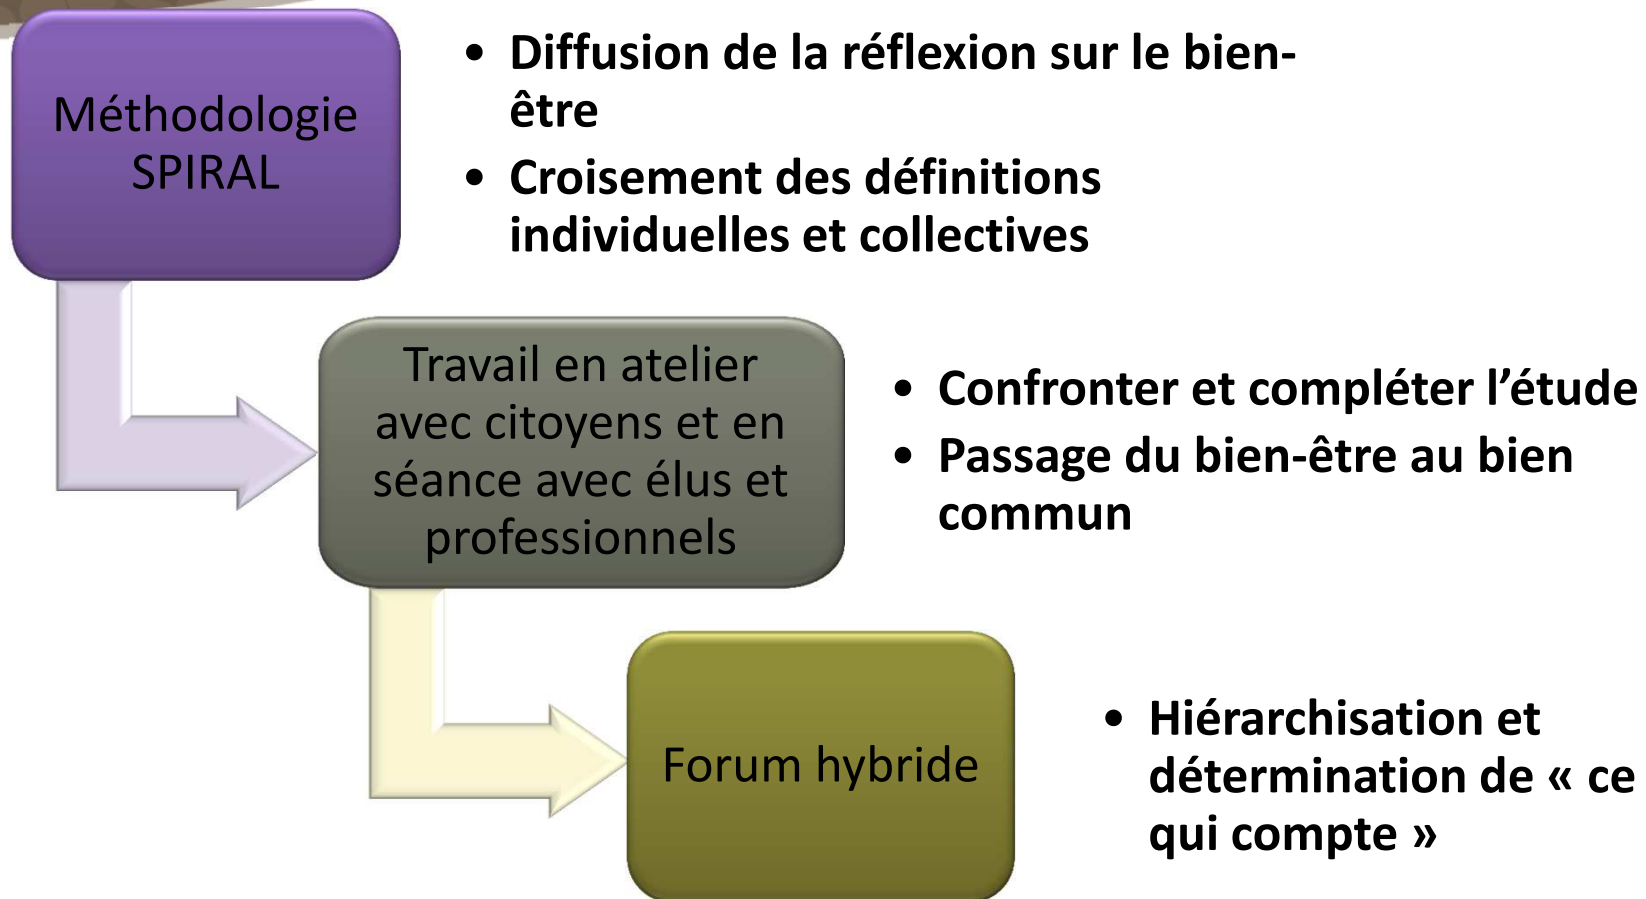 Méthodologie
SPIRAL
• Diffusion de la réflexion sur le bien-
être
• Croisement des définitions
individuelles et collectives
Travail en atelier
avec citoyens et en
séance avec élus et
professionnels
• Confronter et compléter l’étude
• Passage du bien-être au bien
commun
Forum hybride
• Hiérarchisation et
détermination de « ce
qui compte »